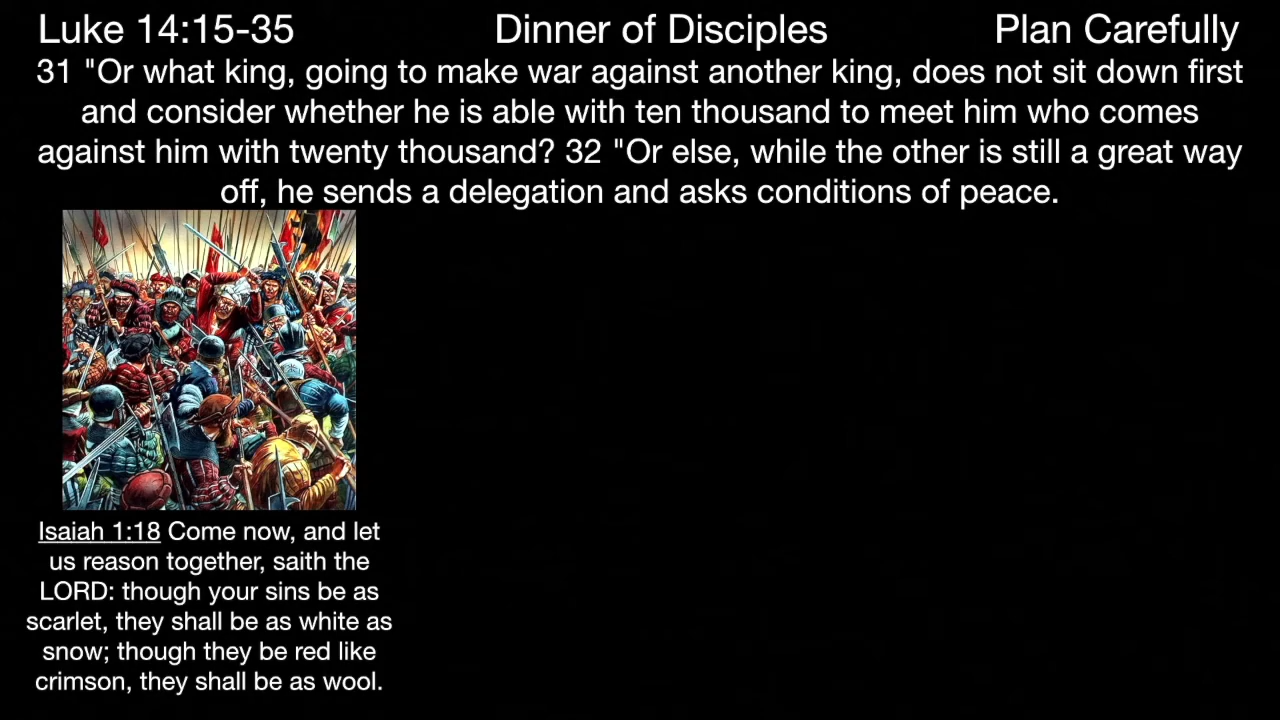 Luke 14:15-35 Dinner of Disciples Plan Carefully
31 "Or what king, going to make war against another king, does not sit down first
and consider whether he is able with ten thousand to meet him who comes
against him with twenty thousand? 32 "Or else, while the other is still a great way
off, he sends a delegation and asks conditions of peace.
Isaiah 1:18 Come now, and let
us reason together, saith the
LORD: though your sins be as
scarlet, they shall be as white as
snow; though they be red like
crimson, they shall be as wool.